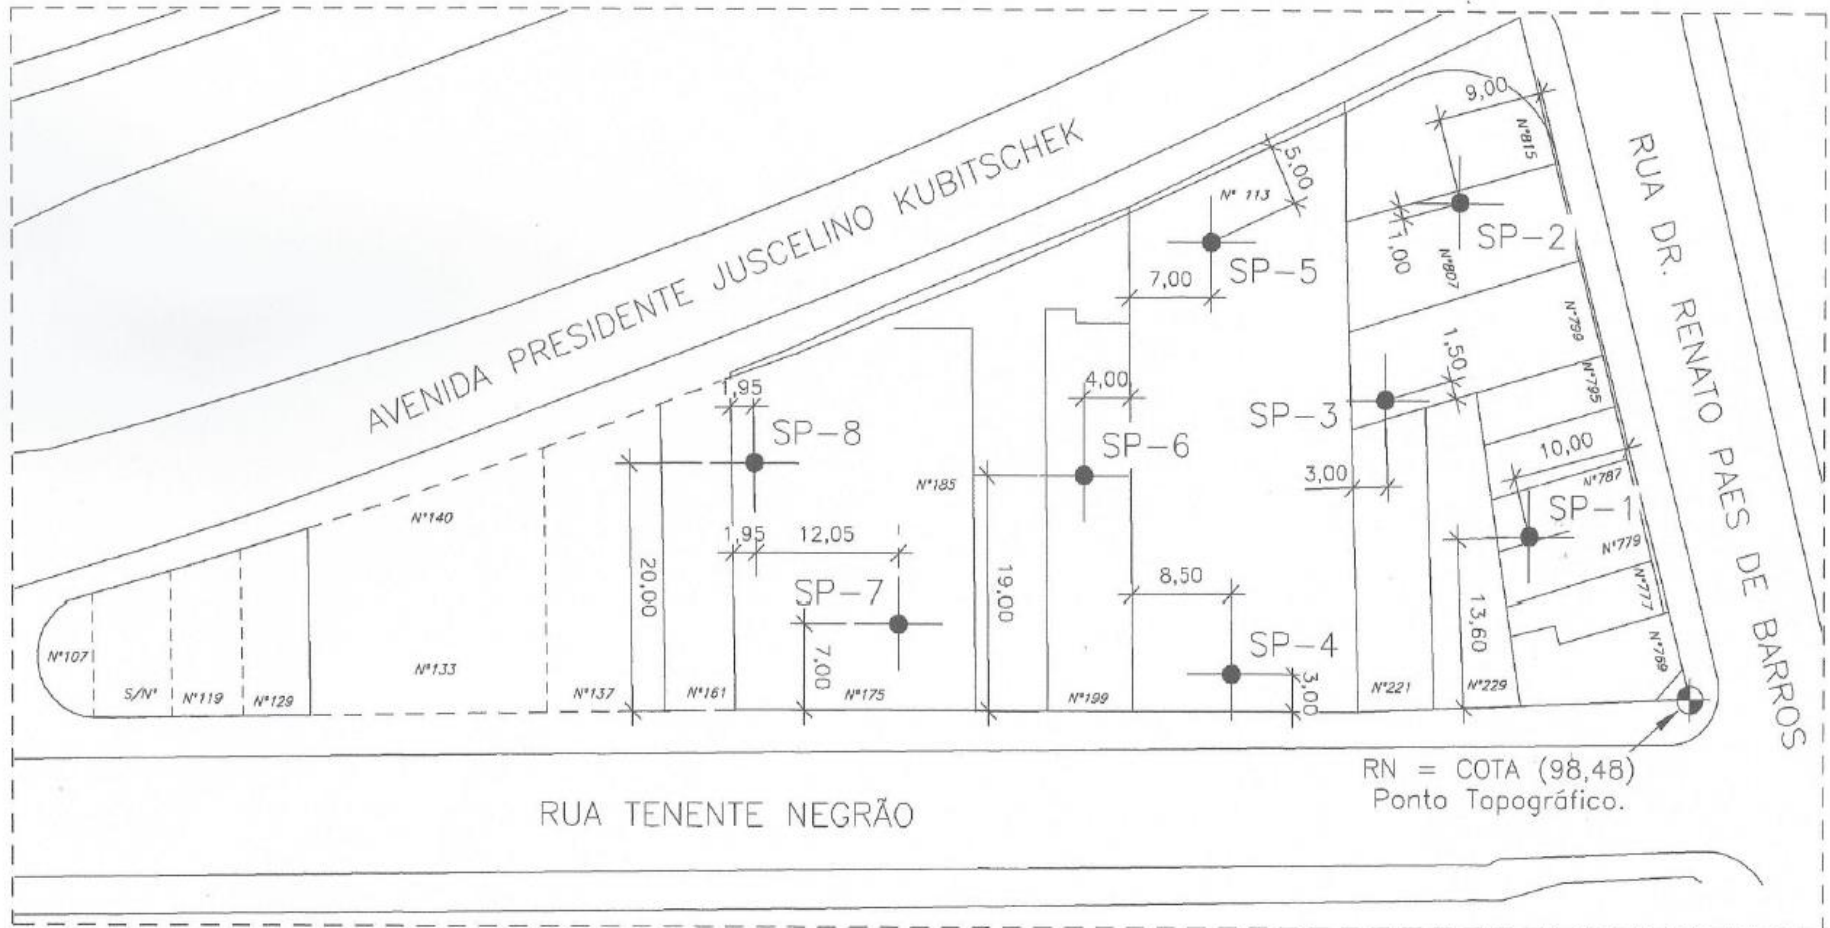 AVENIDA PRESIDENTE JUSCELINO KUBITSCHEK
RUA DR. RENATO PAES DE BARROS
9,00
N°815
5,00
N° 113
SP-2
1,00
N°807
SP-5
7,00
N°799
1,50
4,00
N°795
1,95
SP-3
SP-8
SP-6
10,00
3,00
N°787
N°185
SP-1
N°140
N°779
1,95
12,05
20,00
19,00
8,50
N°777
SP-7
13,60
SP-4
7,00
N°769
3,00
N°107
N°133
S/N°
N°119
N°129
N°137
N°161
N°175
N°199
N°221
N°229
RN = COTA (98,48)
Ponto Topográfico.
RUA TENENTE NEGRÃO